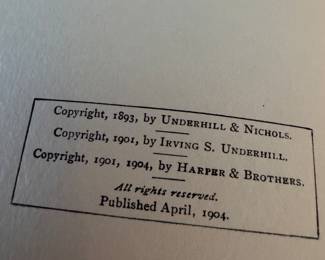 Copyright, 1893, by UNDERHILL & NICHOLS.
Copyright, 1901, by IRVING S. UNDERHILL.
Copyright, 1901, 1904, by HARPER & BROTHERS.
All rights reserved.
Published April, 1904.